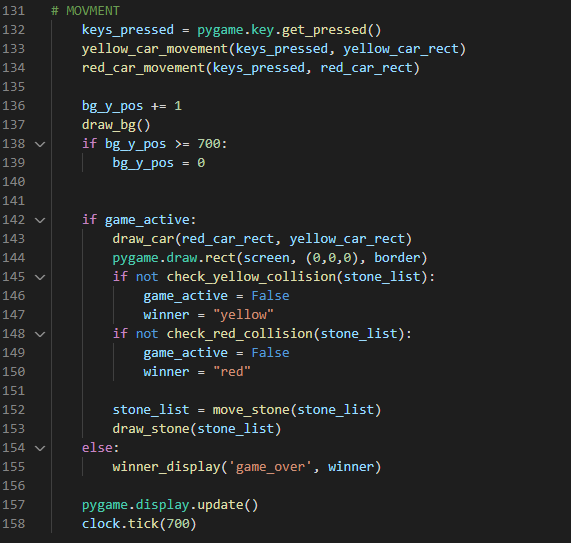 131 # MOVMENT
132 keys_pressed = pygame.key.get_pressed()
133 yellow_car_movement(keys_pressed, yellow_car_rect)
134 red_car_movement(keys_pressed, red_car_rect)
135
136 bg_y_pos += 1
137 draw_bg()
138 if bg_y_pos >= 700:
139 bg_y_pos = 0
140
141
142 if game_active:
143 draw_car(red_car_rect, yellow_car_rect)
144 pygame.draw.rect(screen, (0,0,0), border)
145 if not check_yellow_collision(stone_list):
146 game_active = False
147 winner = "yellow"
148 if not check_red_collision(stone_list):
149 game_active = False
150 winner = "red"
151
152 stone_list = move_stone(stone_list)
153 draw_stone(stone_list)
154 else:
155 winner_display('game_over', winner)
156
157 pygame.display.update()
158 clock.tick(700)